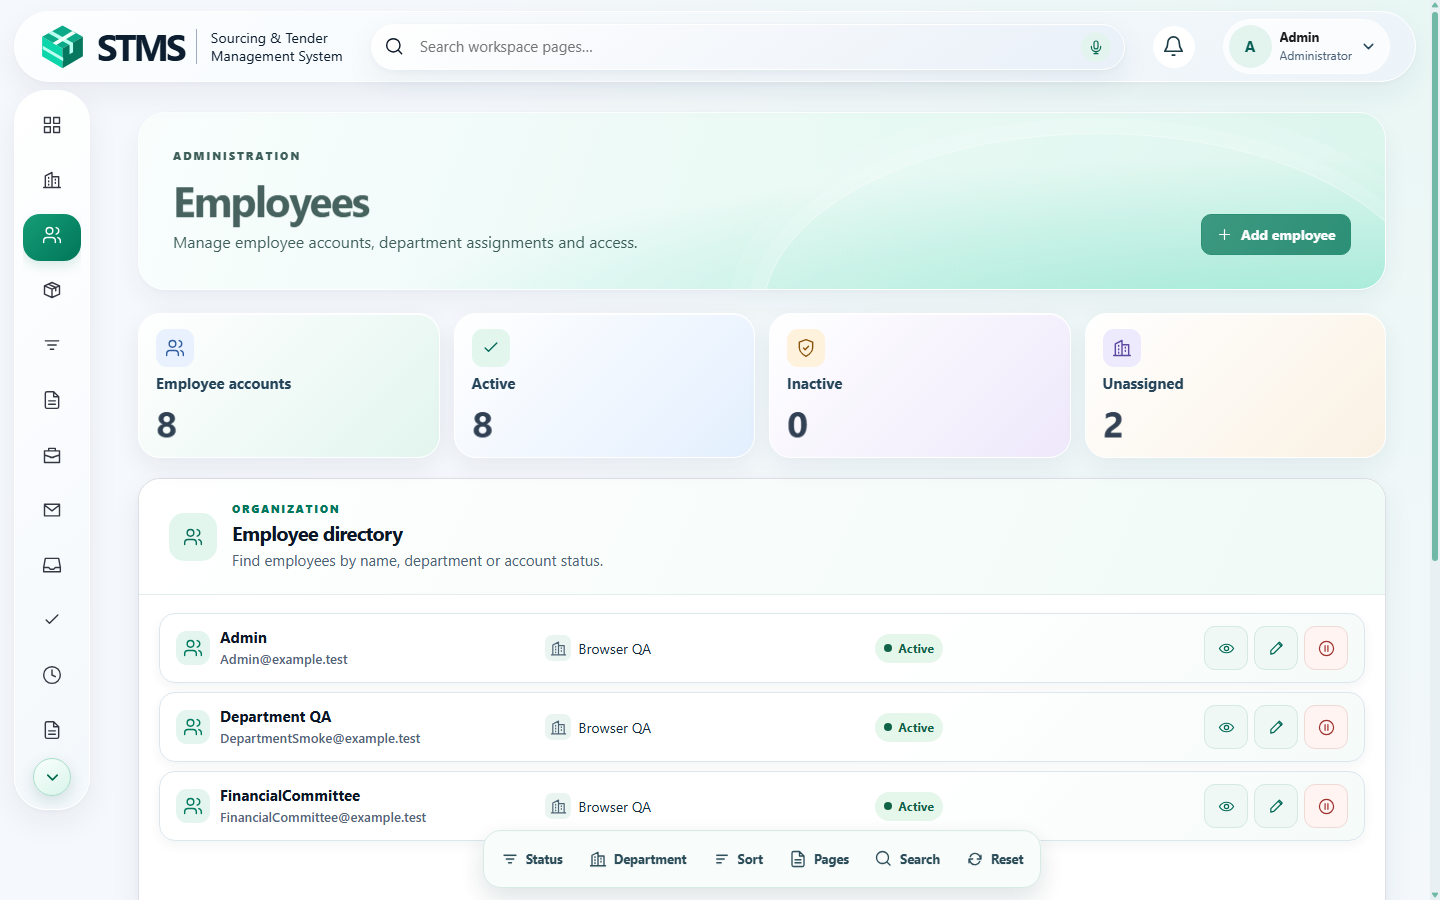 STMS
Sourcing & Tender
Management System
Search workspace pages...
A
Admin
Administrator
ADMINISTRATION
Employees
Manage employee accounts, department assignments and access.
Add employee
Employee accounts
8
Active
8
Inactive
0
Unassigned
2
ORGANIZATION
Employee directory
Find employees by name, department or account status.
Admin
Admin@example.test
Browser QA
Active
Department QA
DepartmentSmoke@example.test
Browser QA
Active
FinancialCommittee
FinancialCommittee@example.test
Browser QA
Active
Status
Department
Sort
Pages
Search
Reset